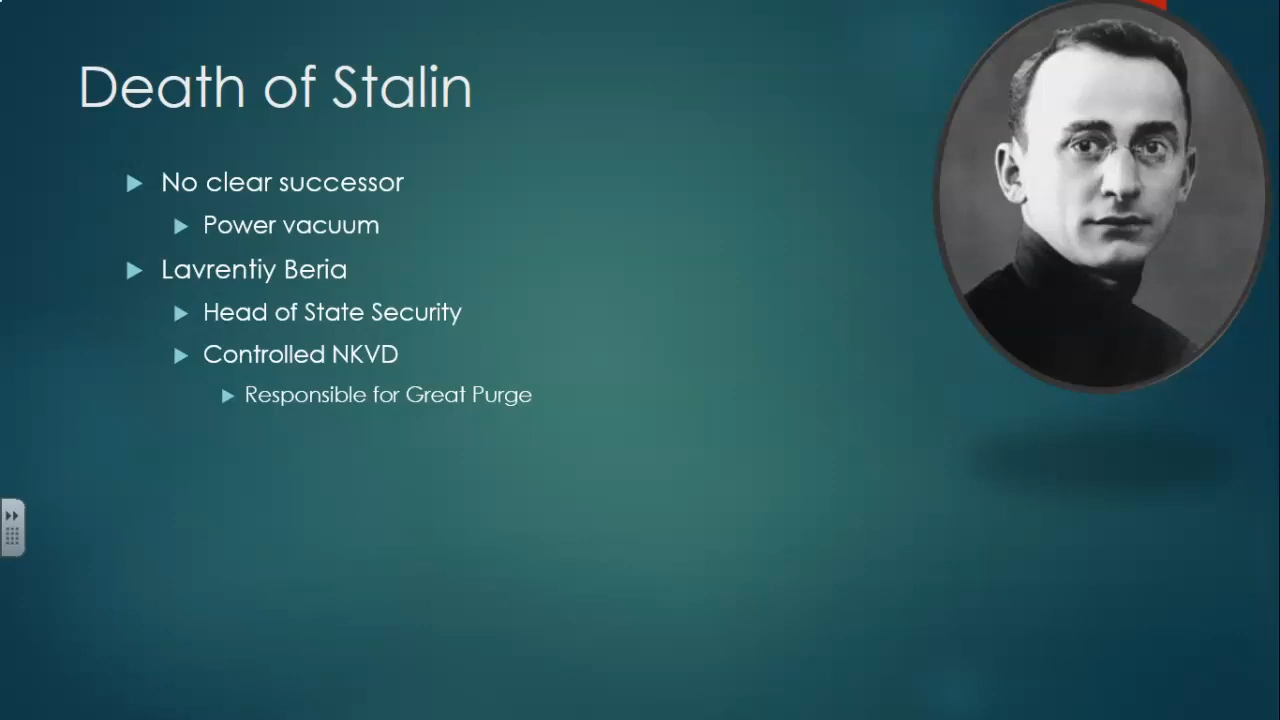 Death of Stalin
No clear successor
Power vacuum
Lavrentiy Beria
Head of State Security
Controlled NKVD
Responsible for Great Purge